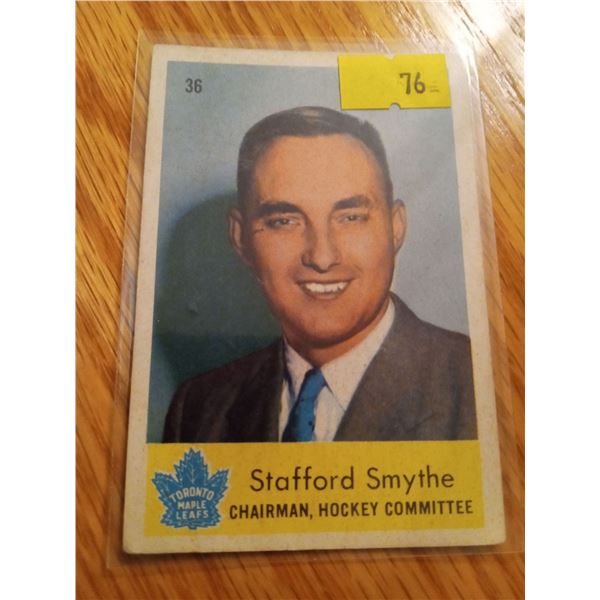 36
76
Stafford Smythe
CHAIRMAN, HOCKEY COMMITTEE
TORONTO
MAPLE
LEAFS